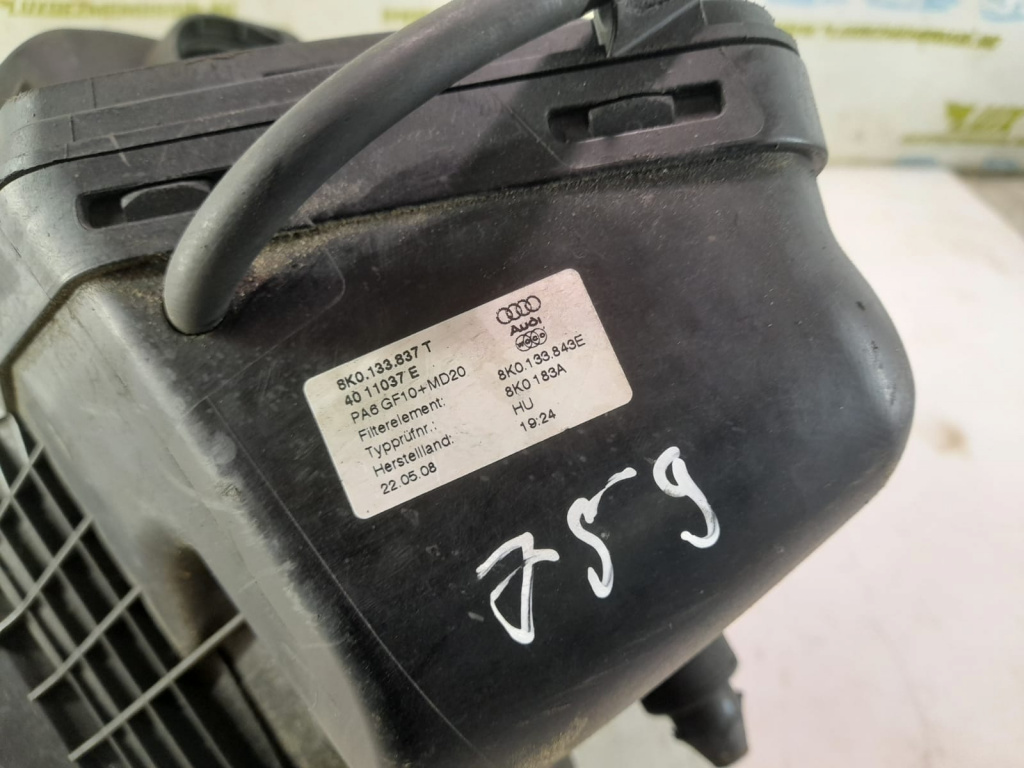 Audi
8K0.133.837 T
40 11037 E
PA6 GF10+MD20
Filterelement: 8K0.133.843E
Typprüfnr.: 8K0 183A
Herstellland: HU
22.05.08 19:24
759